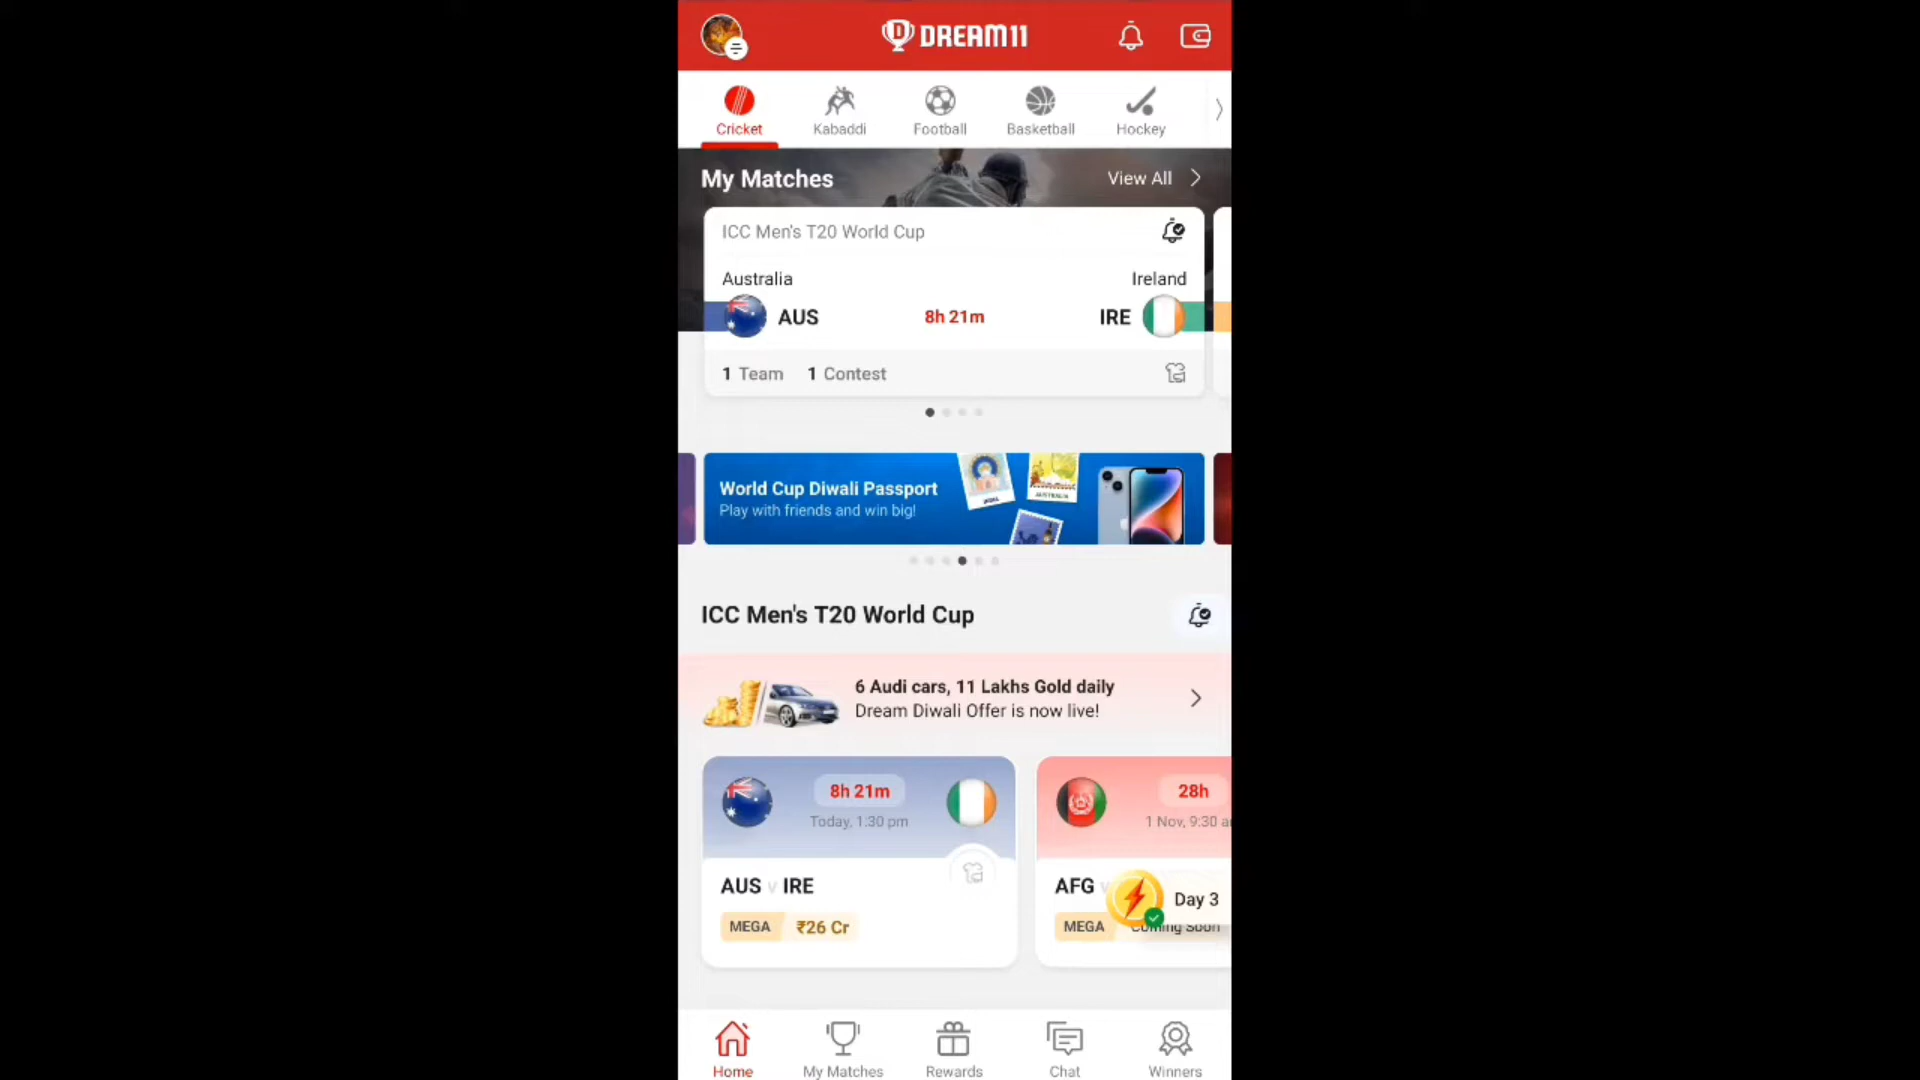 DREAM11
Cricket
Kabaddi
Football
Basketball
Hockey
My Matches
View All
ICC Men's T20 World Cup
Australia
Ireland
AUS
8h 21m
IRE
1 Team
1 Contest
World Cup Diwali Passport
Play with friends and win big!
INDIA
AUSTRALIA
ICC Men's T20 World Cup
6 Audi cars, 11 Lakhs Gold daily
Dream Diwali Offer is now live!
8h 21m
Today, 1:30 pm
28h
1 Nov, 9:30 a
AUS v IRE
AFG v
Day 3
MEGA
₹26 Cr
MEGA
Coming Soon
Home
My Matches
Rewards
Chat
Winners